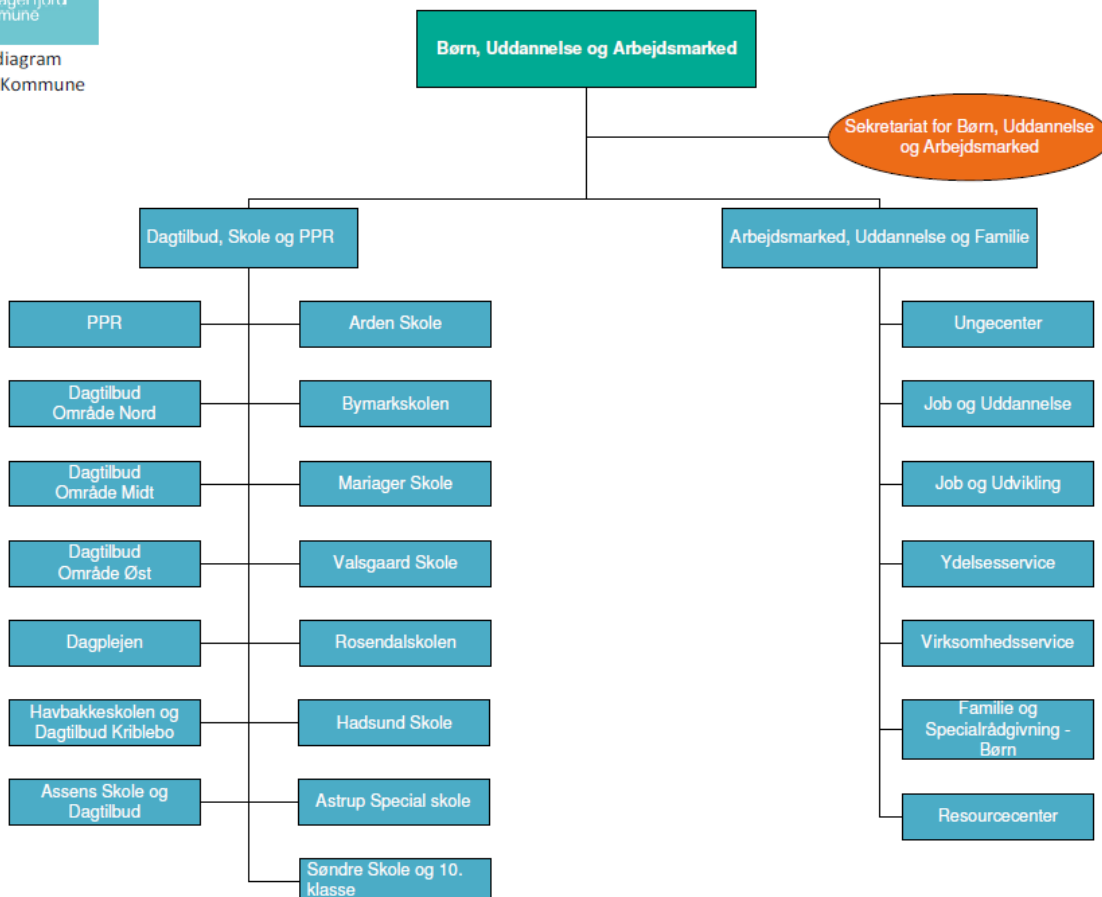 mune
diagram
Kommune
Børn, Uddannelse og Arbejdsmarked
Sekretariat for Børn, Uddannelse
og Arbejdsmarked
Dagtilbud, Skole og PPR
Arbejdsmarked, Uddannelse og Familie
PPR
Arden Skole
Ungecenter
Dagtilbud
Område Nord
Bymarkskolen
Job og Uddannelse
Dagtilbud
Område Midt
Mariager Skole
Job og Udvikling
Dagtilbud
Område Øst
Valsgaard Skole
Ydelsesservice
Dagplejen
Rosendalskolen
Virksomhedsservice
Havbakkeskolen og
Dagtilbud Kriblebo
Hadsund Skole
Familie og
Specialrådgivning -
Børn
Assens Skole og
Dagtilbud
Astrup Special skole
Resourcecenter
Søndre Skole og 10.
klasse